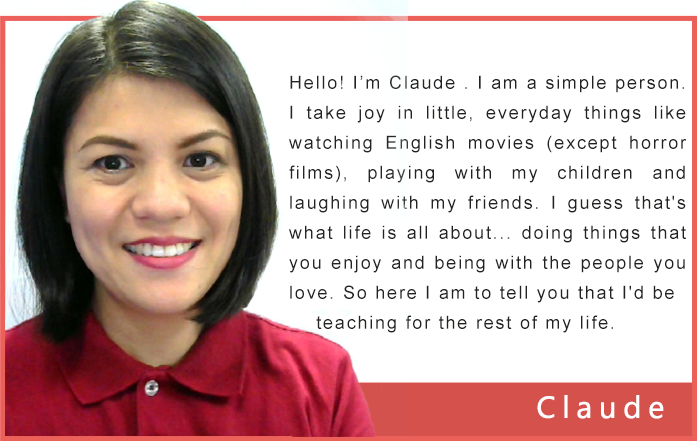 Hello! I’m Claude . I am a simple person.
I take joy in little, everyday things like
watching English movies (except horror
films), playing with my children and
laughing with my friends. I guess that's
what life is all about... doing things that
you enjoy and being with the people you
love. So here I am to tell you that I'd be
teaching for the rest of my life.
Claude